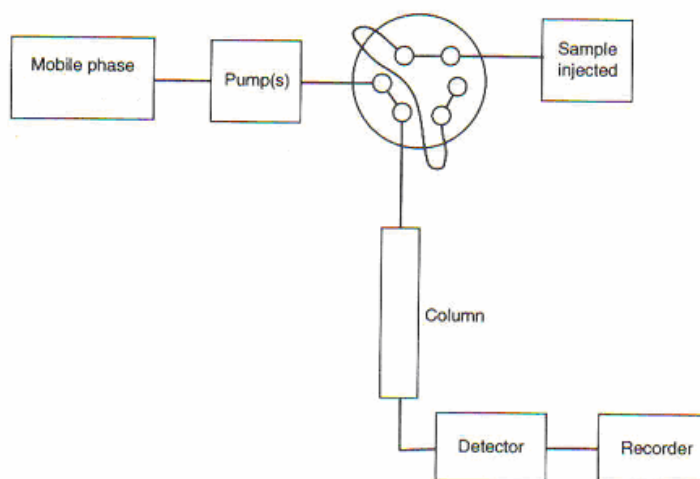 Mobile phase
Pump(s)
Sample
injected
Column
Detector
Recorder